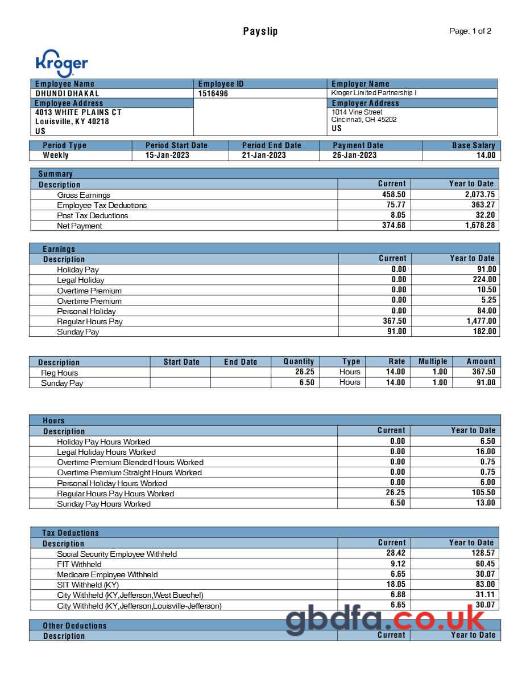 Payslip
Page: 1 of 2
Kroger
Employee Name Employee ID Employer Name
DHUNDI DHAKAL 1516496 Kroger Limited Partnership I
Employee Address Employer Address
4013 WHITE PLAINS CT 1014 Vine Street
Louisville, KY 40218 Cincinnati, OH 45202
US US
Period Type Period Start Date Period End Date Payment Date Base Salary
Weekly 15-Jan-2023 21-Jan-2023 26-Jan-2023 14.00
Summary
Description Current Year to Date
Gross Earnings 458.50 2,073.75
Employee Tax Deductions 75.77 363.27
Post Tax Deductions 8.05 32.20
Net Payment 374.68 1,678.28
Earnings
Description Current Year to Date
Holiday Pay 0.00 91.00
Legal Holiday 0.00 224.00
Overtime Premium 0.00 10.50
Overtime Premium 0.00 5.25
Personal Holiday 0.00 84.00
Regular Hours Pay 367.50 1,477.00
Sunday Pay 91.00 182.00
Description Start Date End Date Quantity Type Rate Multiple Amount
Reg Hours 26.25 Hours 14.00 1.00 367.50
Sunday Pay 6.50 Hours 14.00 1.00 91.00
Hours
Description Current Year to Date
Holiday Pay Hours Worked 0.00 6.50
Legal Holiday Hours Worked 0.00 16.00
Overtime Premium Blended Hours Worked 0.00 0.75
Overtime Premium Straight Hours Worked 0.00 0.75
Personal Holiday Hours Worked 0.00 6.00
Regular Hours Pay Hours Worked 26.25 105.50
Sunday Pay Hours Worked 6.50 13.00
Tax Deductions
Description Current Year to Date
Social Security Employee Withheld 28.42 128.57
FIT Withheld 9.12 60.45
Medicare Employee Withheld 6.65 30.07
SIT Withheld (KY) 18.05 83.00
City Withheld (KY,Jefferson,West Buechel) 6.88 31.11
City Withheld (KY,Jefferson,Louisville-Jefferson) 6.65 30.07
gbdfa.co.uk
Other Deductions
Description Current Year to Date